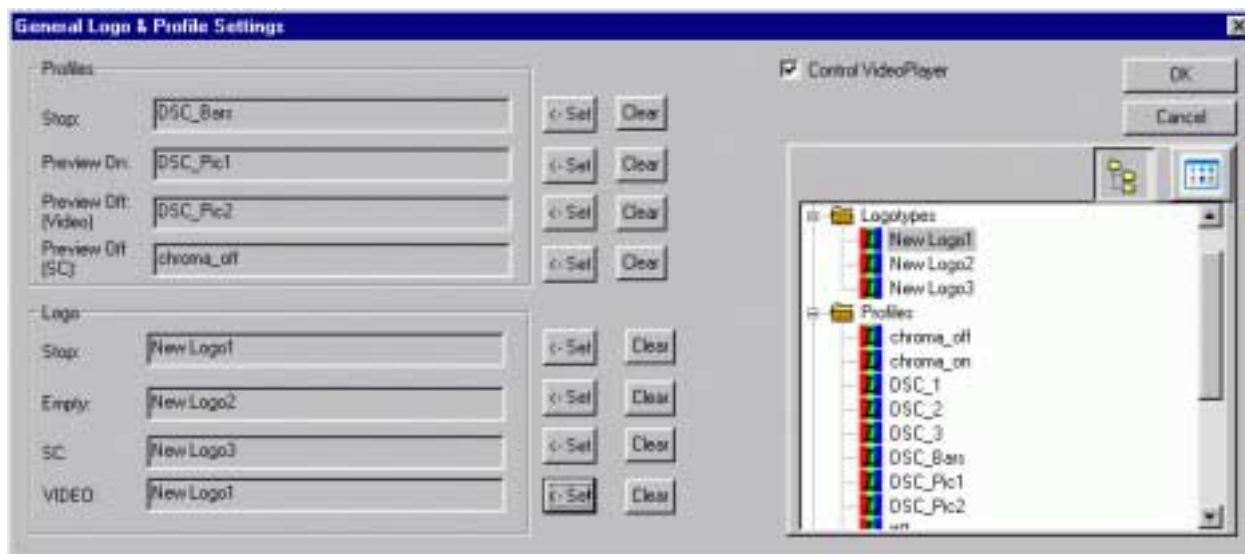 General Logo & Profile Settings
Profiles
Stop: DSC_Bars <- Set Clear
Preview On: DSC_Pic1 <- Set Clear
Preview Off: (Video) DSC_Pic2 <- Set Clear
Preview Off (SC): chroma_off <- Set Clear
Logo
Stop: New Logo1 <- Set Clear
Empty: New Logo2 <- Set Clear
SC: New Logo3 <- Set Clear
VIDEO: New Logo1 <- Set Clear
Control VideoPlayer
OK
Cancel
Logotypes
New Logo1
New Logo2
New Logo3
Profiles
chroma_off
chroma_on
DSC_1
DSC_2
DSC_3
DSC_Bars
DSC_Pic1
DSC_Pic2